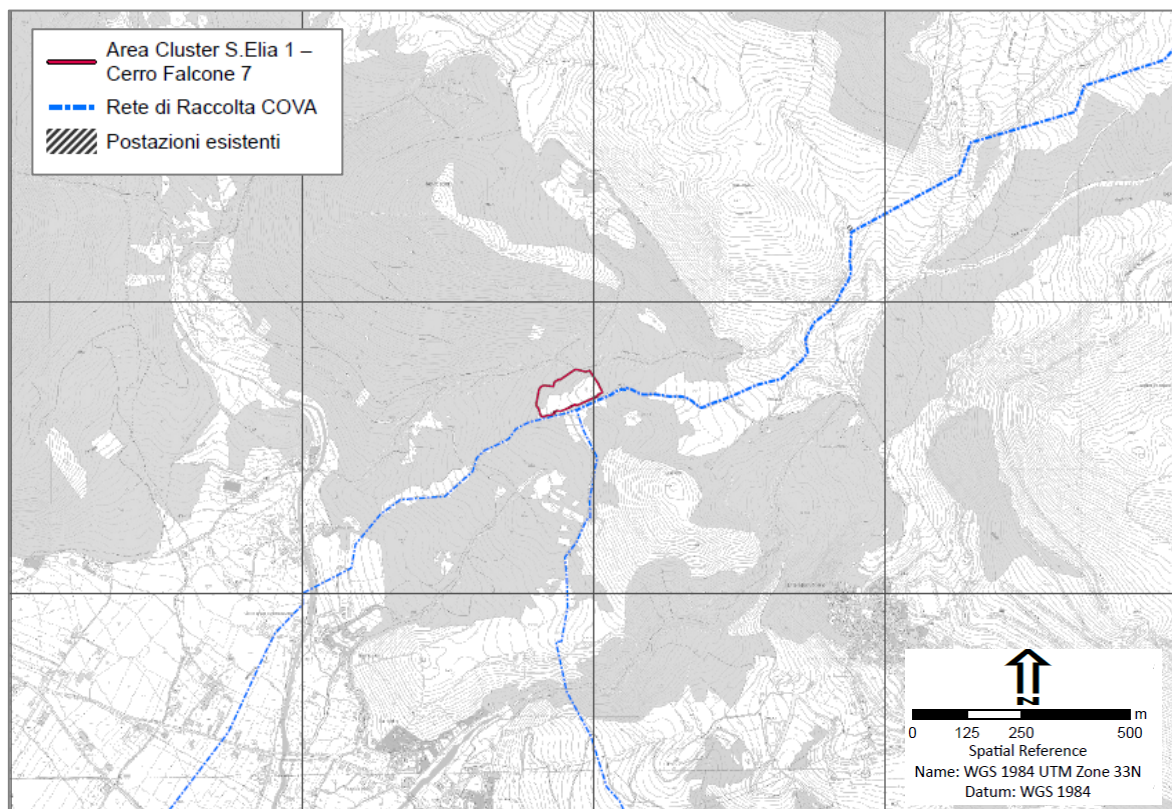 Area Cluster S.Elia 1 –
Cerro Falcone 7
Rete di Raccolta COVA
Postazioni esistenti
N
m
0 125 250 500
Spatial Reference
Name: WGS 1984 UTM Zone 33N
Datum: WGS 1984